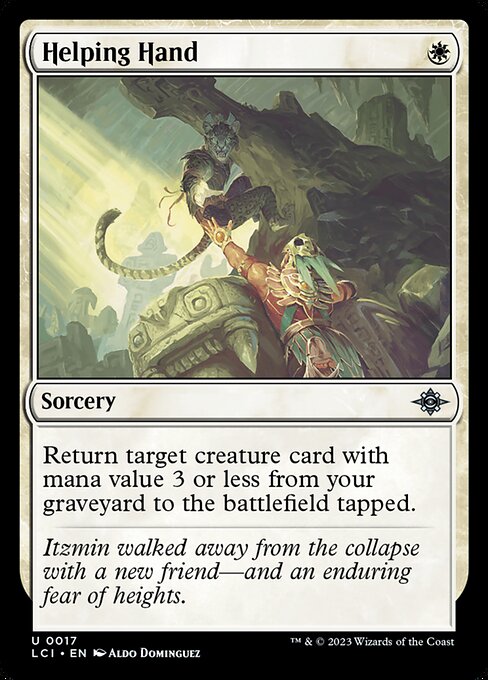 Helping Hand
Sorcery
Return target creature card with
mana value 3 or less from your
graveyard to the battlefield tapped.
Itzmin walked away from the collapse
with a new friend—and an enduring
fear of heights.
U 0017
LCI • EN Aldo Dominguez
™ & © 2023 Wizards of the Coast